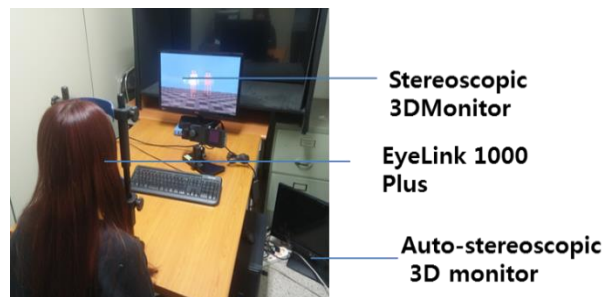 Stereoscopic
3DMonitor
EyeLink 1000
Plus
Auto-stereoscopic
3D monitor